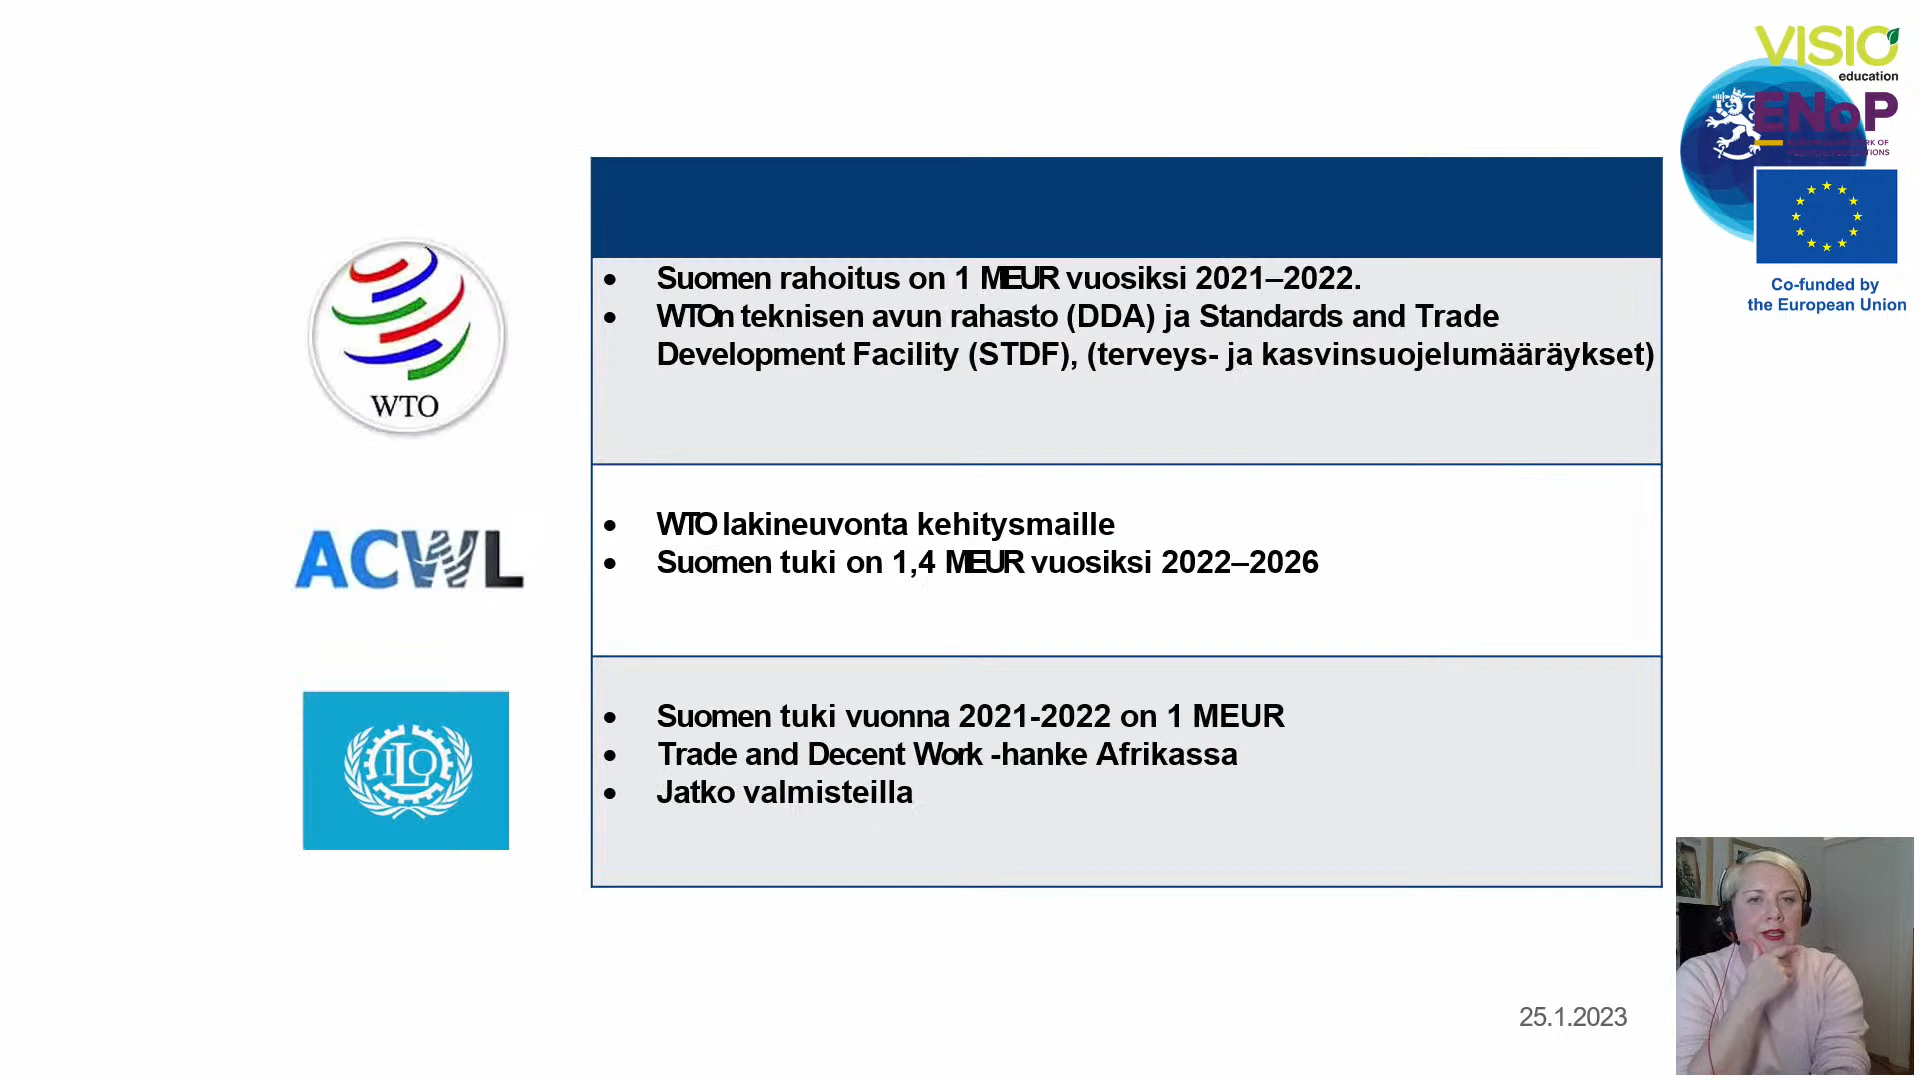 VISIO
education
ENoP
Co-funded by
the European Union
• Suomen rahoitus on 1 MEUR vuosiksi 2021–2022.
• WTOn teknisen avun rahasto (DDA) ja Standards and Trade
Development Facility (STDF), (terveys- ja kasvinsuojelumääräykset)
WTO
• WTO lakineuvonta kehitysmaille
• Suomen tuki on 1,4 MEUR vuosiksi 2022–2026
ACWL
• Suomen tuki vuonna 2021-2022 on 1 MEUR
• Trade and Decent Work -hanke Afrikassa
• Jatko valmisteilla
ILO
25.1.2023